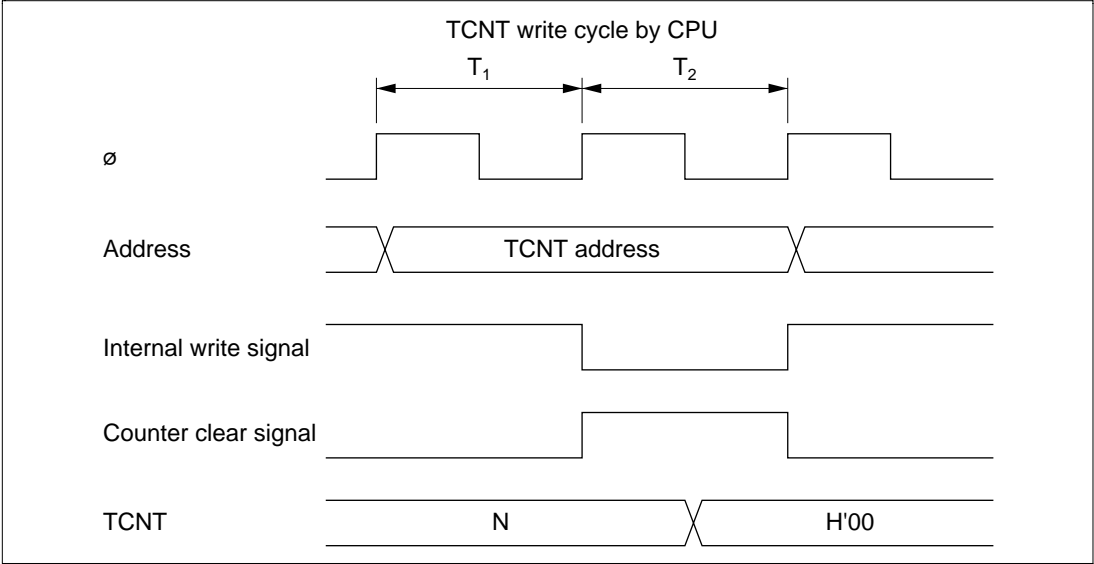 TCNT write cycle by CPU
T1 T2
ø
Address TCNT address
Internal write signal
Counter clear signal
TCNT N H'00